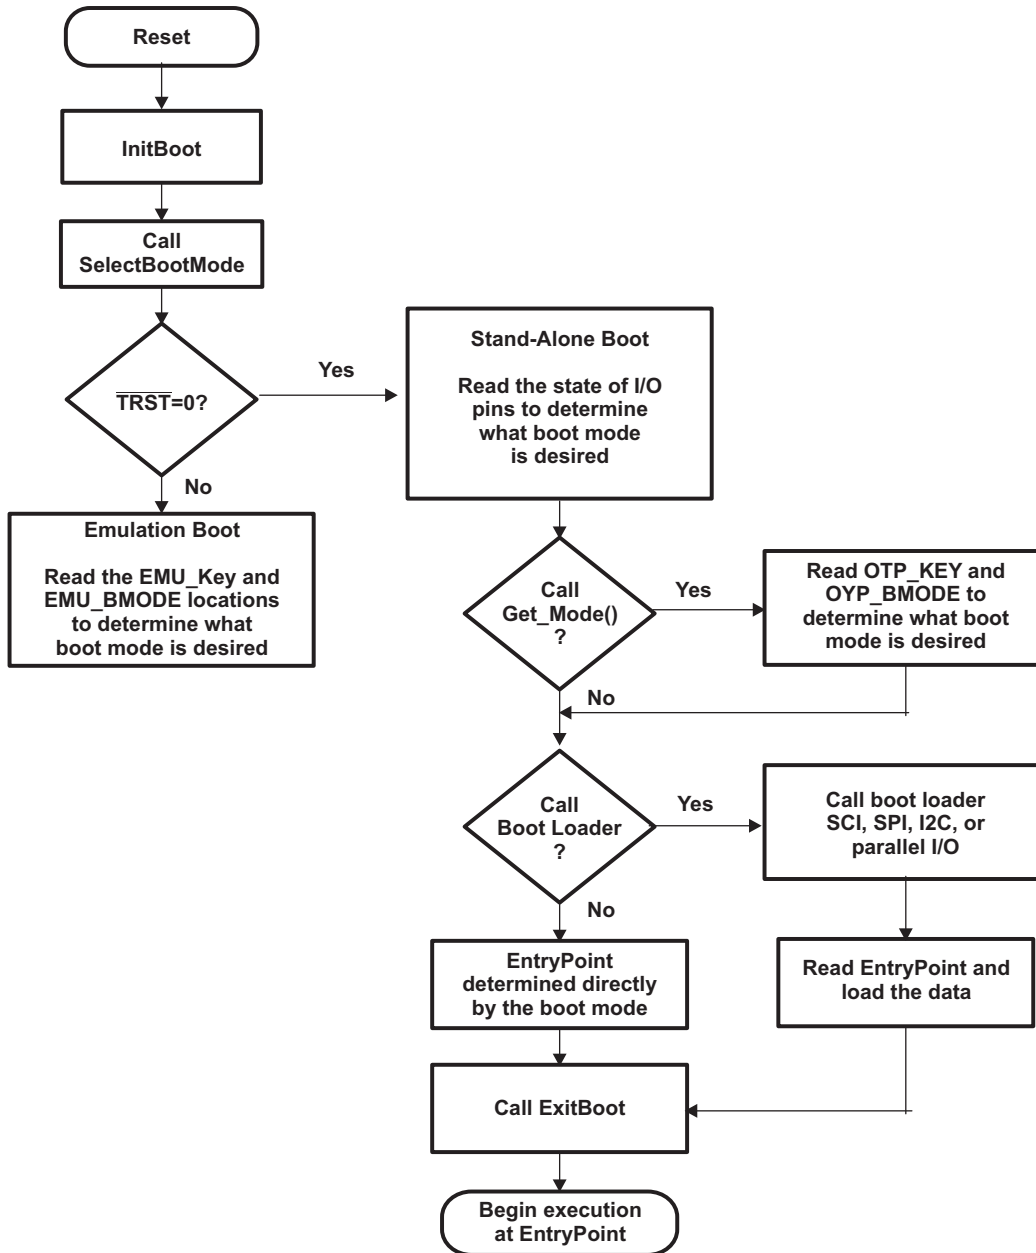 Reset
InitBoot
Call
SelectBootMode
TRST=0?
Yes
No
Stand-Alone Boot
Read the state of I/O
pins to determine
what boot mode
is desired
Emulation Boot
Read the EMU_Key and
EMU_BMODE locations
to determine what
boot mode is desired
Call
Get_Mode()
?
Yes
No
Read OTP_KEY and
OYP_BMODE to
determine what boot
mode is desired
Call
Boot Loader
?
Yes
No
Call boot loader
SCI, SPI, I2C, or
parallel I/O
EntryPoint
determined directly
by the boot mode
Read EntryPoint and
load the data
Call ExitBoot
Begin execution
at EntryPoint